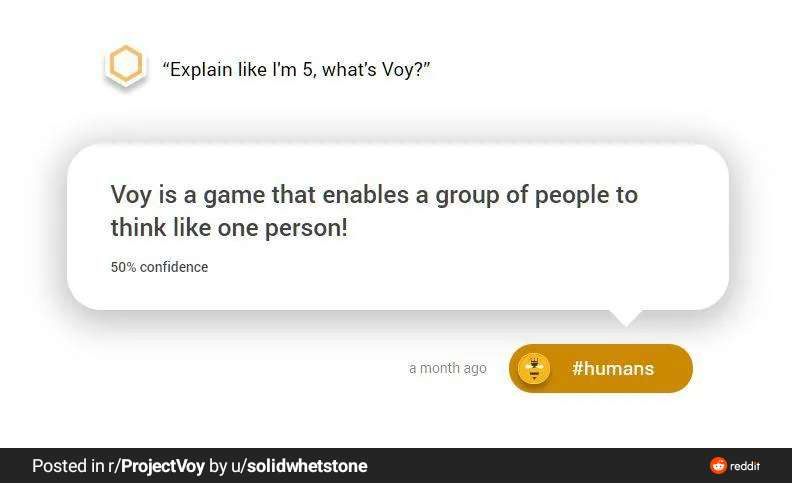 “Explain like I'm 5, what’s Voy?”
Voy is a game that enables a group of people to
think like one person!
50% confidence
a month ago
#humans
Posted in r/ProjectVoy by u/solidwhetstone
reddit